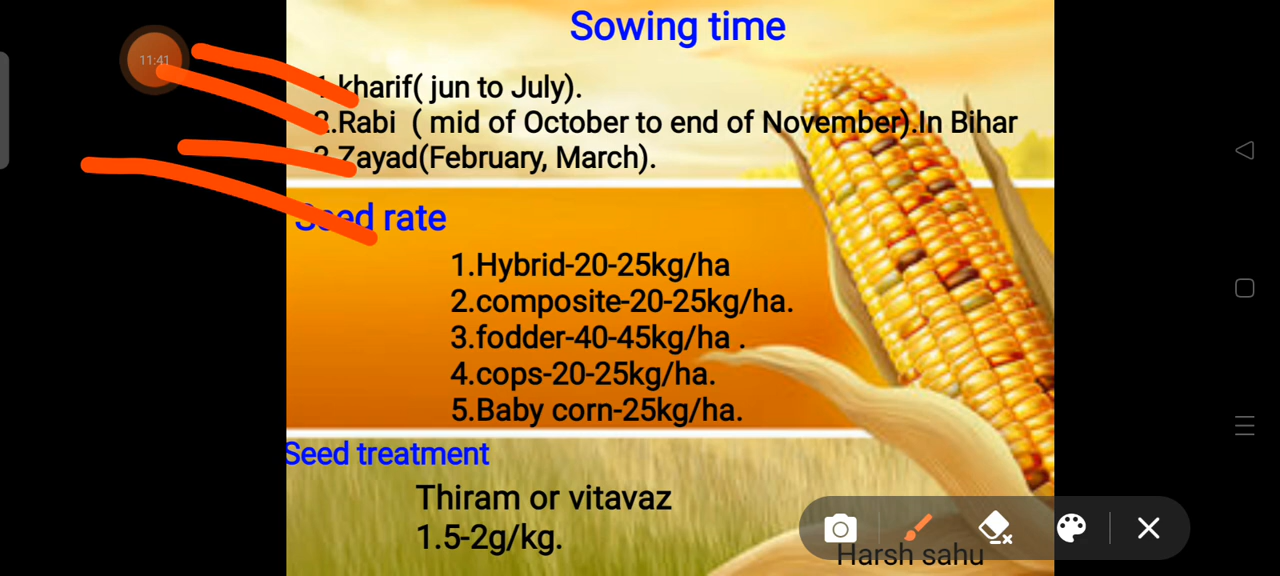 Sowing time
11:41
1.kharif( jun to July).
2.Rabi ( mid of October to end of November).In Bihar
Zayad(February, March).
Seed rate
1.Hybrid-20-25kg/ha
2.composite-20-25kg/ha.
3.fodder-40-45kg/ha .
4.cops-20-25kg/ha.
5.Baby corn-25kg/ha.
Seed treatment
Thiram or vitavaz
1.5-2g/kg.
Harsh sahu